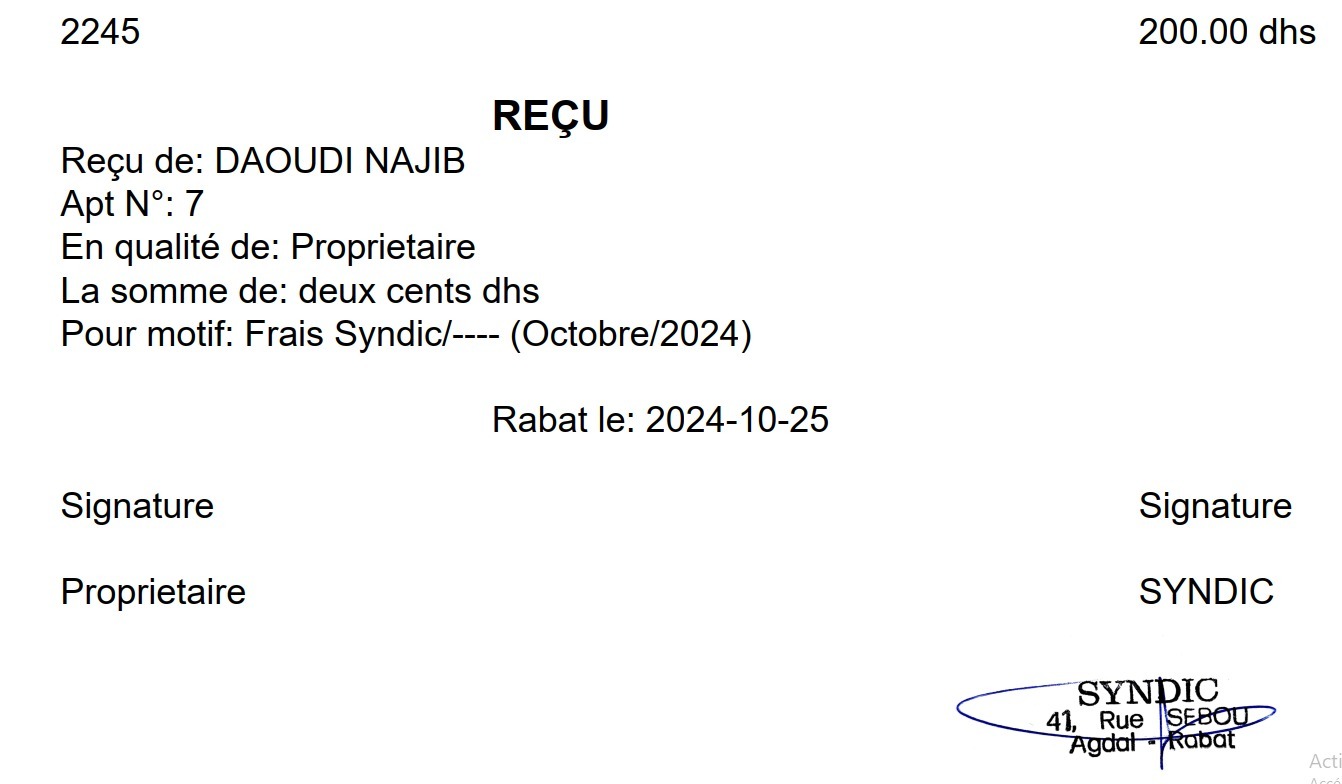 2245 200.00 dhs
REÇU
Reçu de: DAOUDI NAJIB
Apt N°: 7
En qualité de: Proprietaire
La somme de: deux cents dhs
Pour motif: Frais Syndic/---- (Octobre/2024)
Rabat le: 2024-10-25
Signature Signature
Proprietaire SYNDIC
SYNDIC
41, Rue SEBOU
Agdal - Rabat
Acti